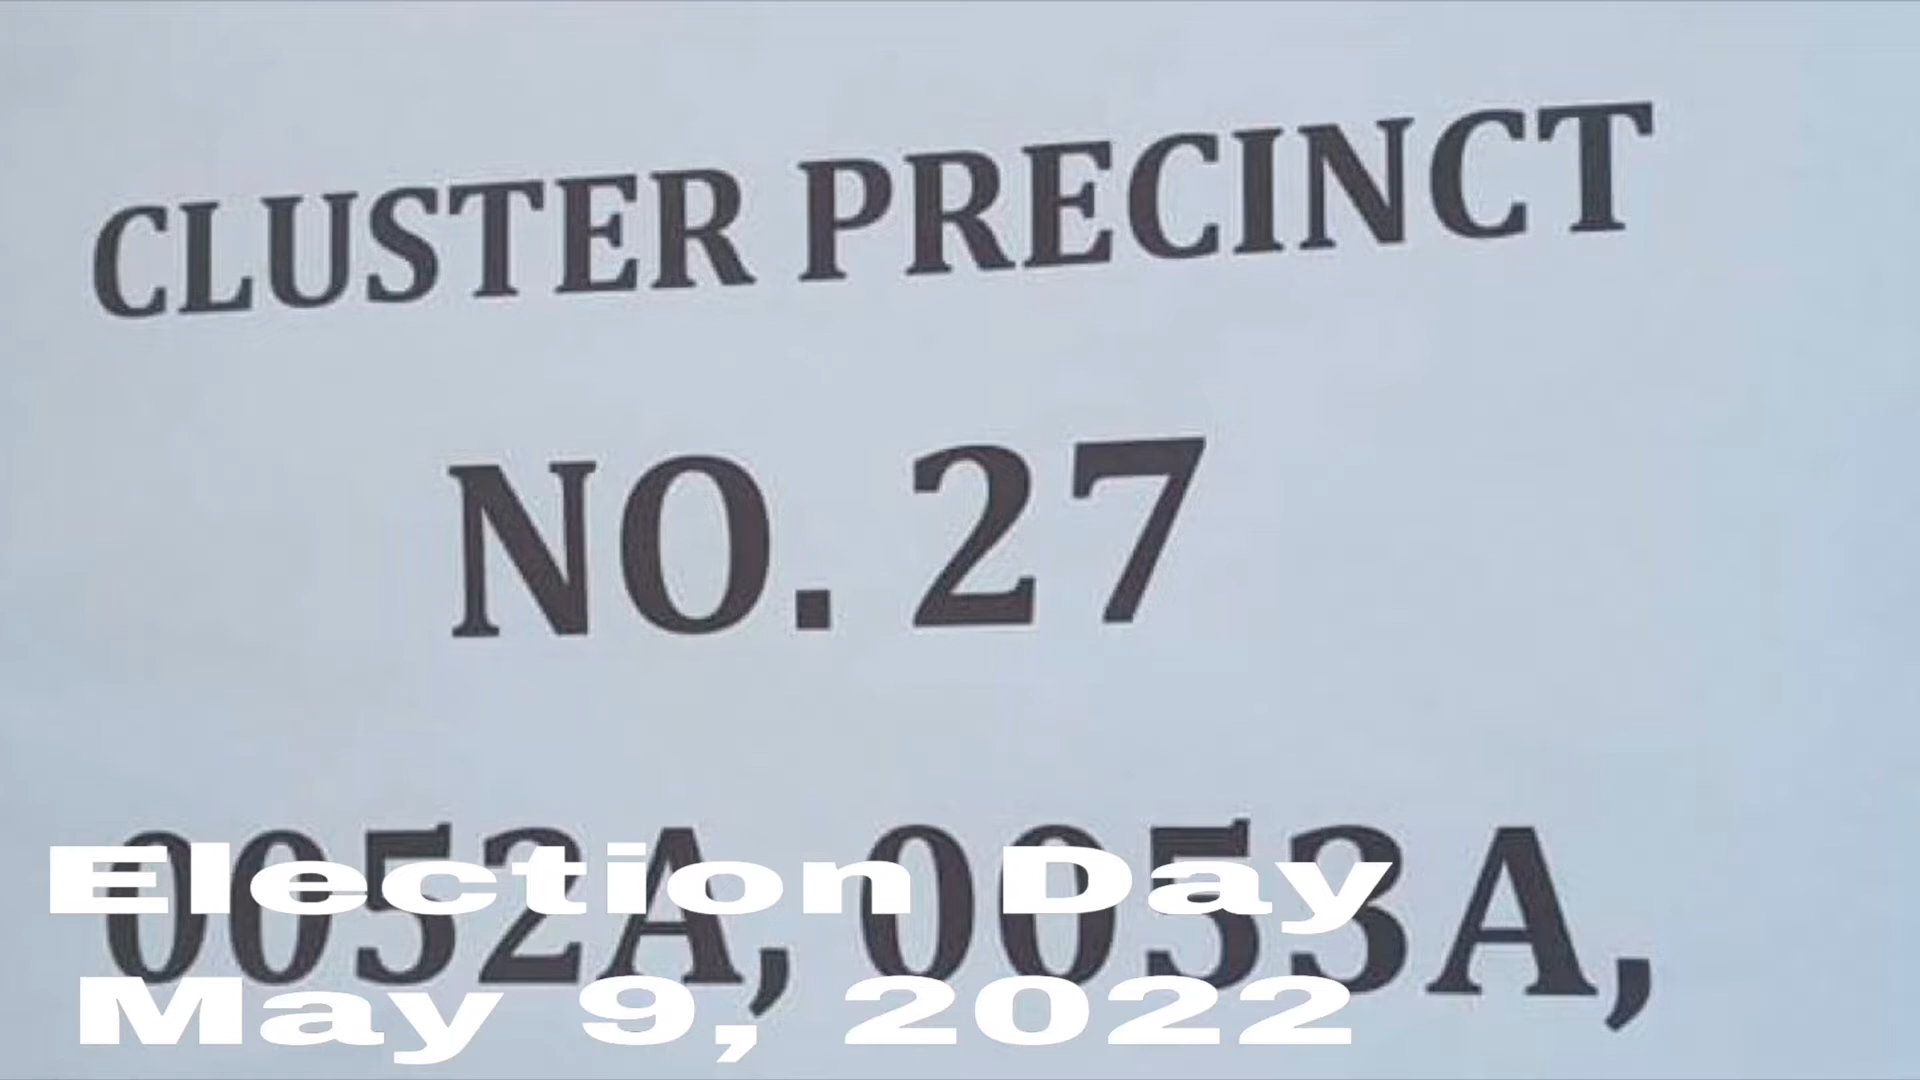 CLUSTER PRECINCT
NO. 27
0052A, 0053A,
Election Day
May 9, 2022